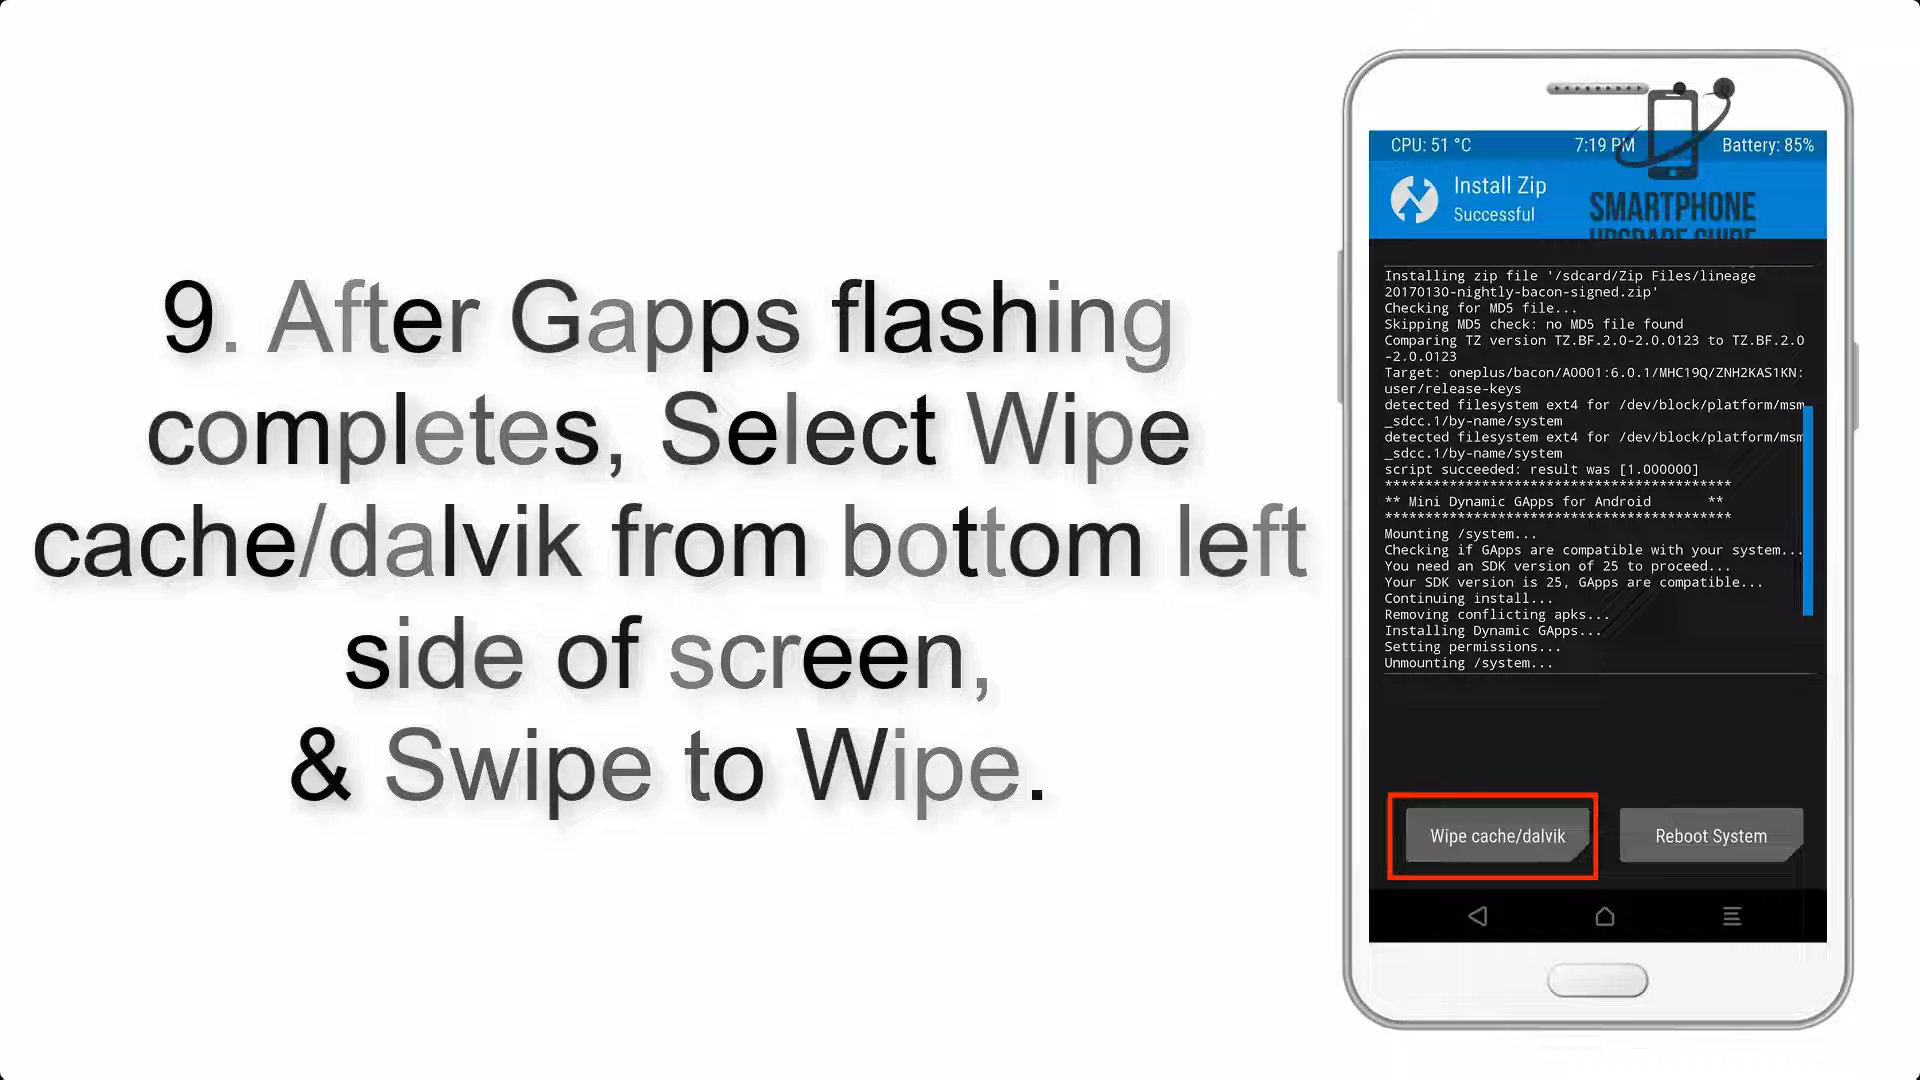 9. After Gapps flashing
completes, Select Wipe
cache/dalvik from bottom left
side of screen,
& Swipe to Wipe.
CPU: 51 °C 7:19 PM Battery: 85%
Install Zip
Successful
SMARTPHONE
UPGRADE GUIDE
Installing zip file '/sdcard/Zip Files/lineage
20170130-nightly-bacon-signed.zip'
Checking for MD5 file...
Skipping MD5 check: no MD5 file found
Comparing TZ version TZ.BF.2.0-2.0.0123 to TZ.BF.2.0
-2.0.0123
Target: oneplus/bacon/A0001:6.0.1/MHC19Q/ZNH2KAS1KN:
user/release-keys
detected filesystem ext4 for /dev/block/platform/msm
_sdcc.1/by-name/system
detected filesystem ext4 for /dev/block/platform/msm
_sdcc.1/by-name/system
script succeeded: result was [1.000000]
*******************************************
** Mini Dynamic GApps for Android **
*******************************************
Mounting /system...
Checking if GApps are compatible with your system...
You need an SDK version of 25 to proceed...
Your SDK version is 25, GApps are compatible...
Continuing install...
Removing conflicting apks...
Installing Dynamic GApps...
Setting permissions...
Unmounting /system...
Wipe cache/dalvik Reboot System